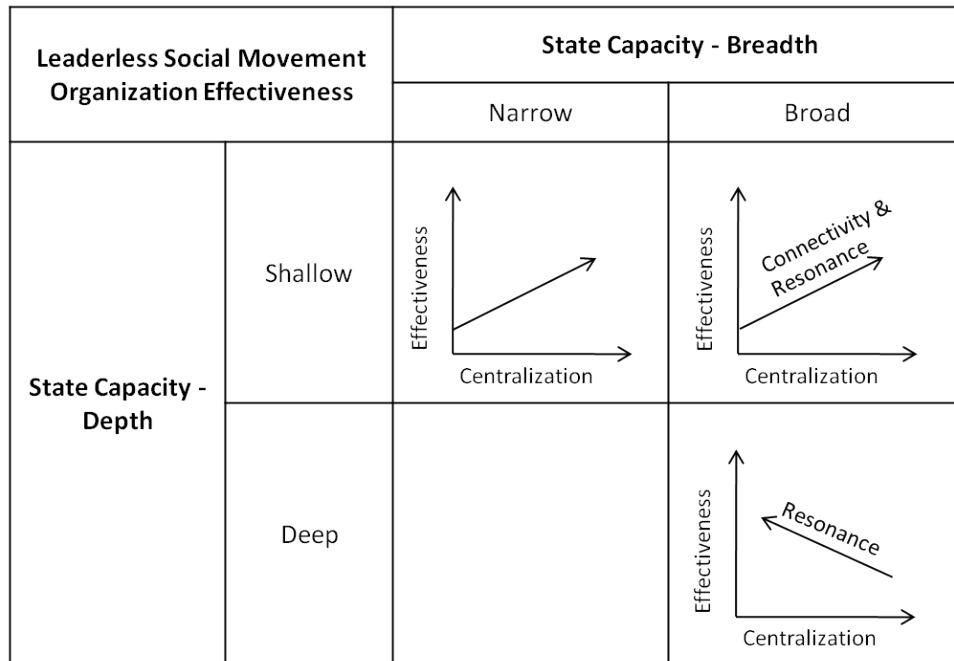 Leaderless Social Movement
Organization Effectiveness
State Capacity - Breadth
Narrow
Broad
State Capacity -
Depth
Shallow
Effectiveness
Centralization
Effectiveness
Connectivity &
Resonance
Centralization
Deep
Effectiveness
Resonance
Centralization